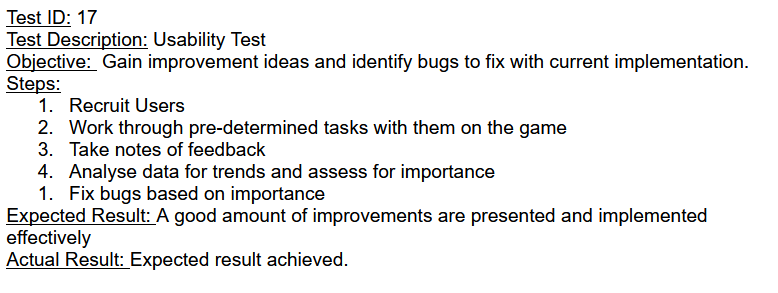 Test ID: 17
Test Description: Usability Test
Objective:  Gain improvement ideas and identify bugs to fix with current implementation.
Steps:
1. Recruit Users
2. Work through pre-determined tasks with them on the game
3. Take notes of feedback
4. Analyse data for trends and assess for importance
1. Fix bugs based on importance
Expected Result: A good amount of improvements are presented and implemented
effectively
Actual Result: Expected result achieved.